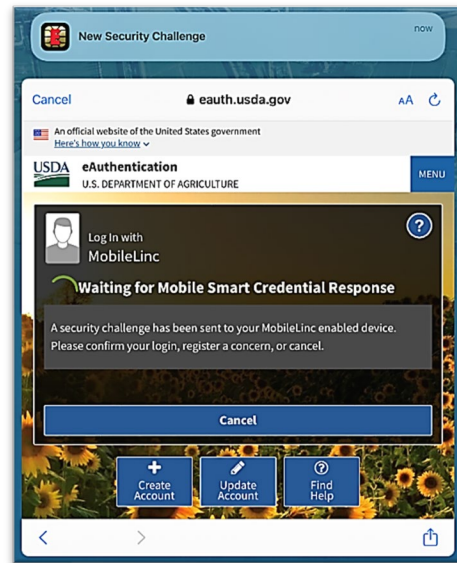 New Security Challenge
now
Cancel
eauth.usda.gov
AA
An official website of the United States government
Here's how you know
USDA
eAuthentication
U.S. DEPARTMENT OF AGRICULTURE
MENU
?
Log In with
MobileLinc
Waiting for Mobile Smart Credential Response
A security challenge has been sent to your MobileLinc enabled device.
Please confirm your login, register a concern, or cancel.
Cancel
Create
Account
Update
Account
?
Find
Help